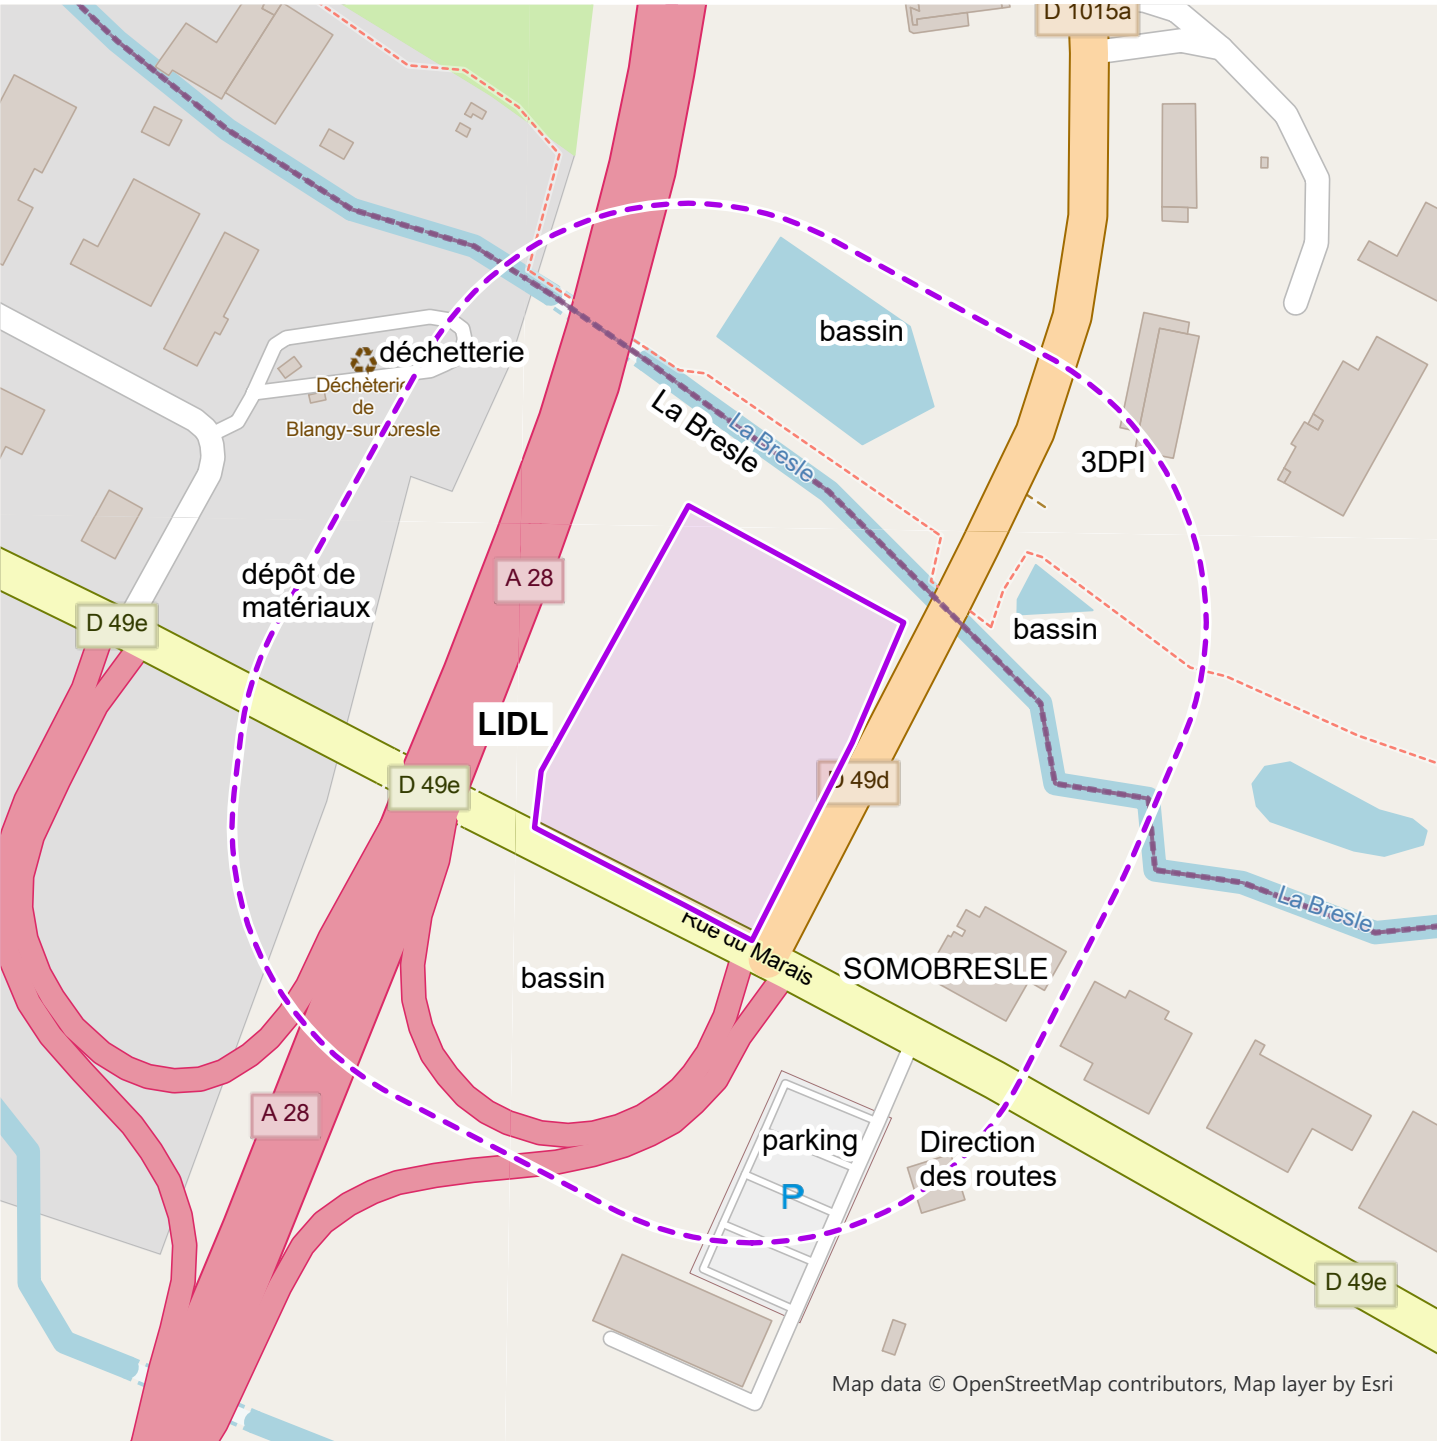 D 1015a
bassin
déchetterie
Déchèterie
de
Blangy-sur-bresle
La Bresle
La Bresle
3DPI
dépôt de
matériaux
A 28
D 49e
bassin
LIDL
D 49e
D 49d
La Bresle
Rue du Marais
bassin
SOMOBRESLE
A 28
parking
Direction
des routes
P
D 49e
Map data © OpenStreetMap contributors, Map layer by Esri